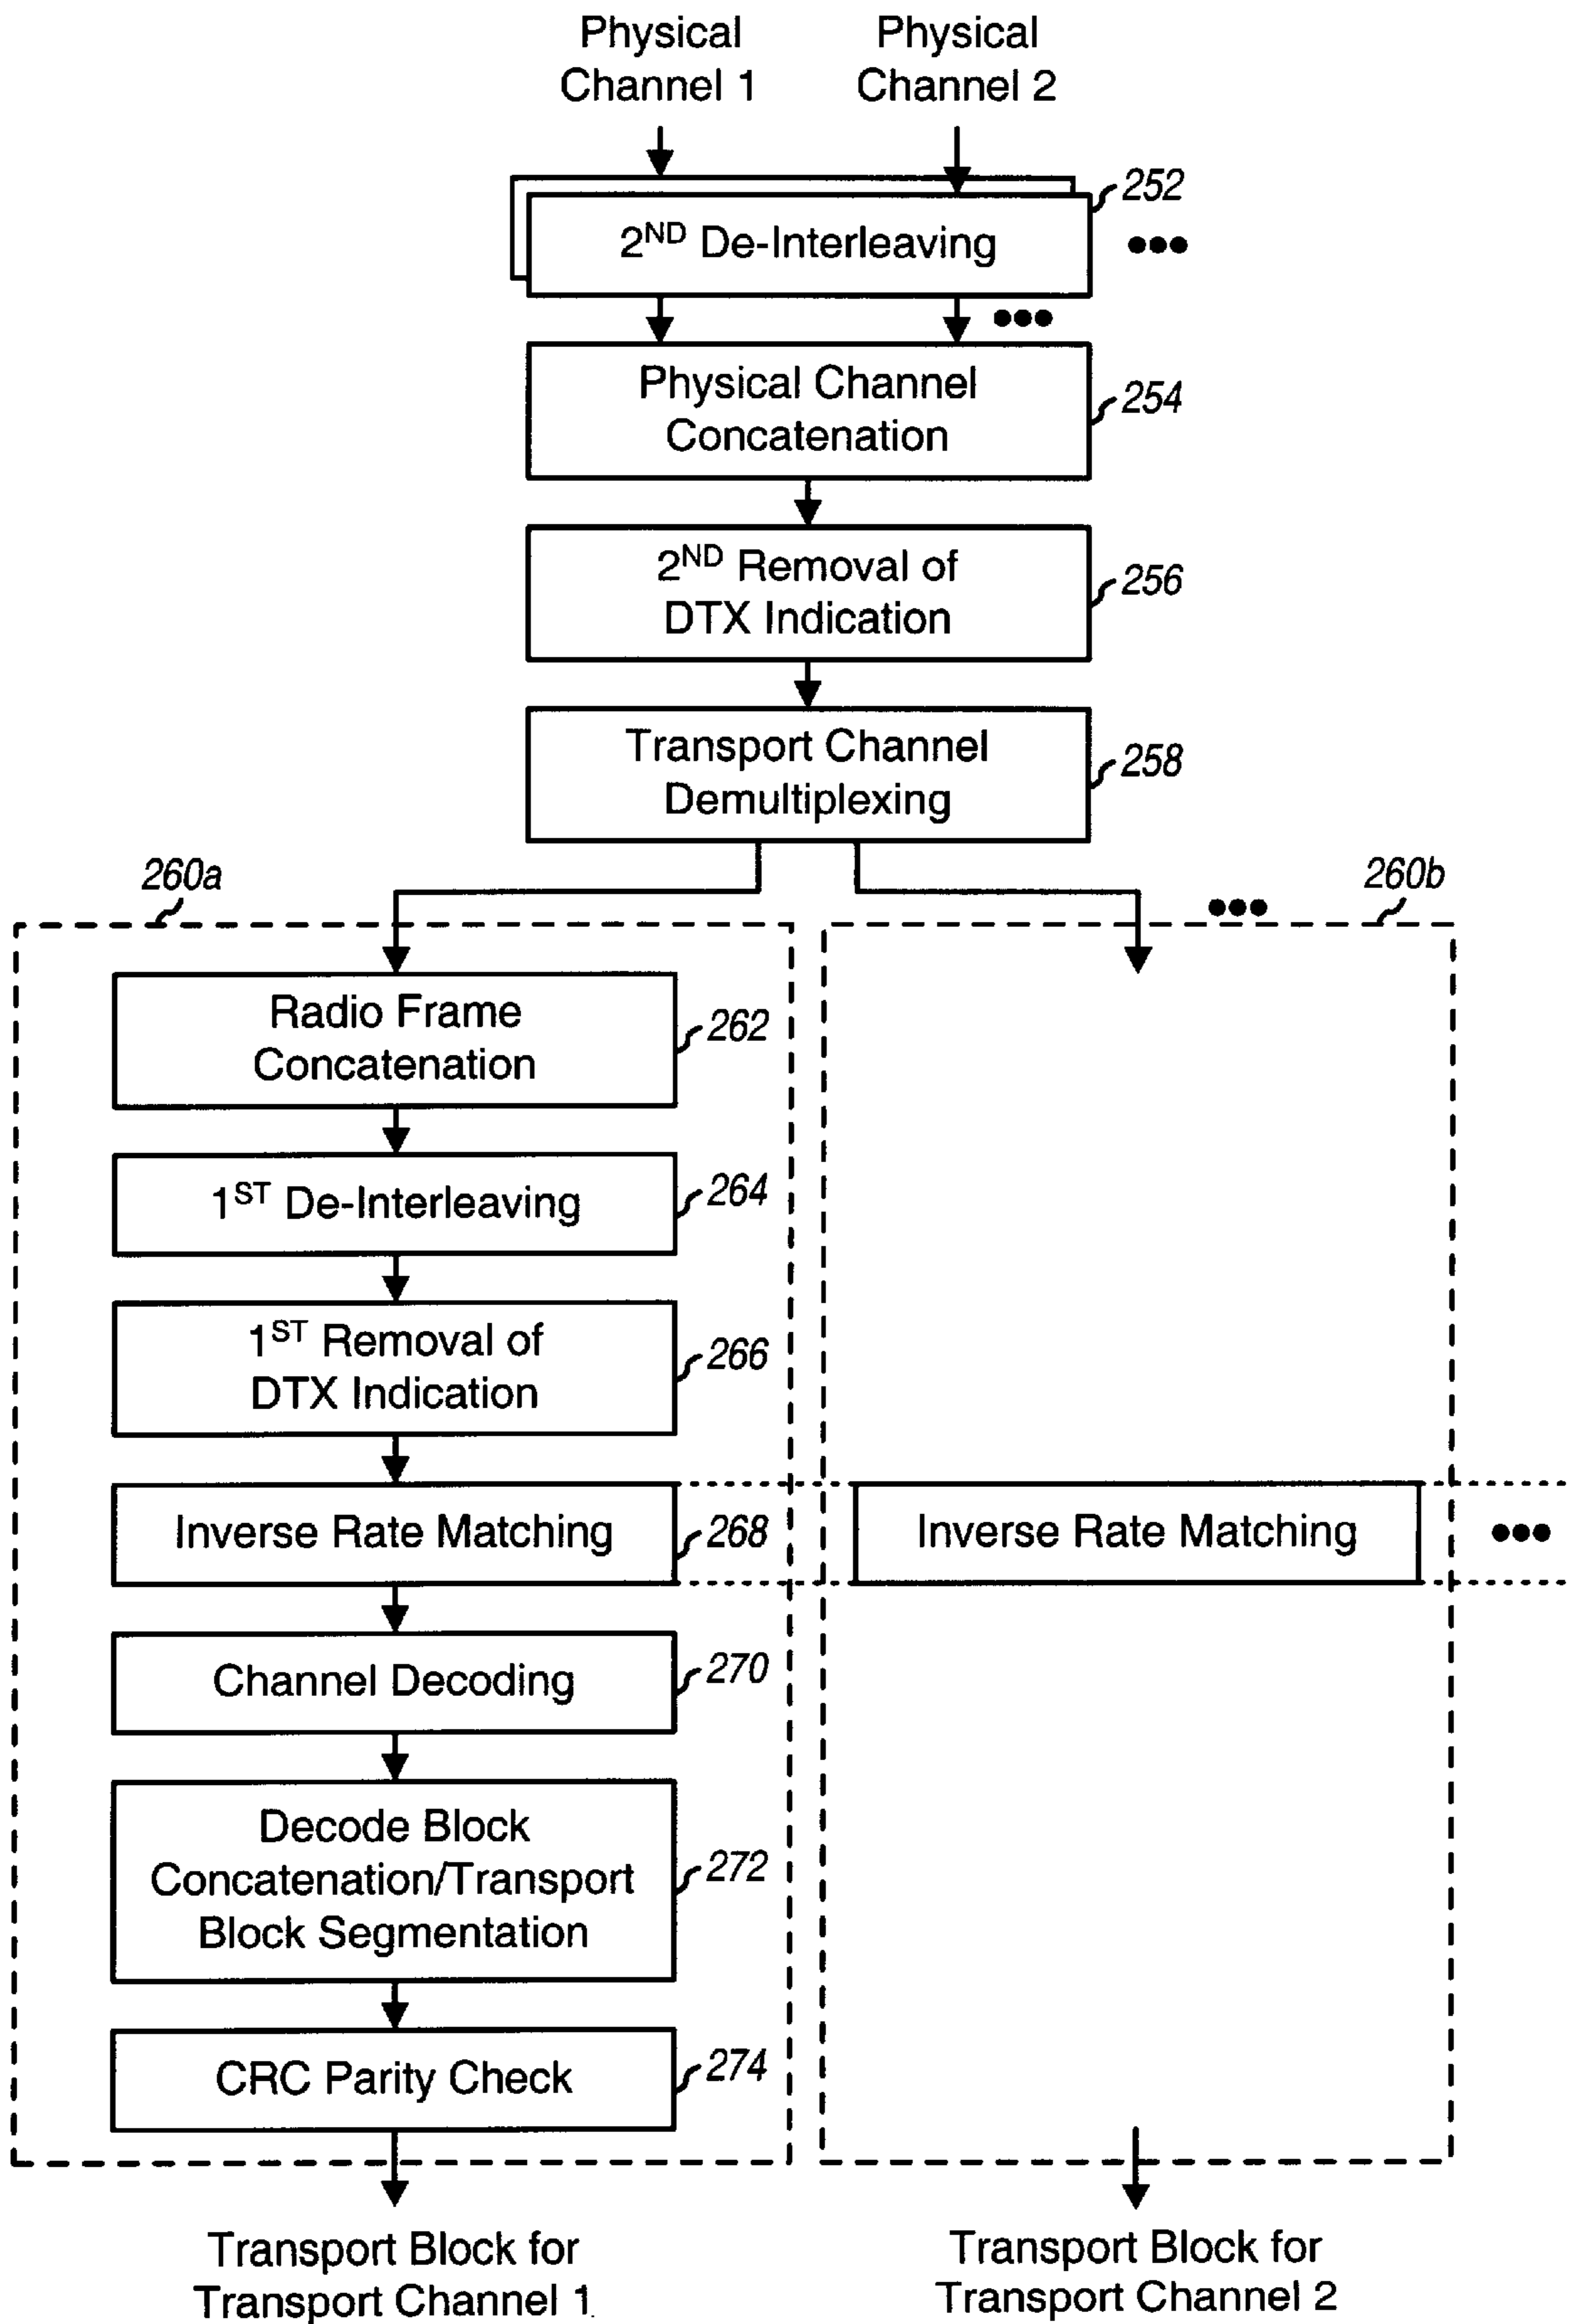 Physical
Channel 1
Physical
Channel 2
252
2ND De-Interleaving
Physical Channel
Concatenation
254
2ND Removal of
DTX Indication
256
Transport Channel
Demultiplexing
258
260a
260b
Radio Frame
Concatenation
262
1ST De-Interleaving
264
1ST Removal of
DTX Indication
266
Inverse Rate Matching
268
Inverse Rate Matching
Channel Decoding
270
Decode Block
Concatenation/Transport
Block Segmentation
272
CRC Parity Check
274
Transport Block for
Transport Channel 1
Transport Block for
Transport Channel 2